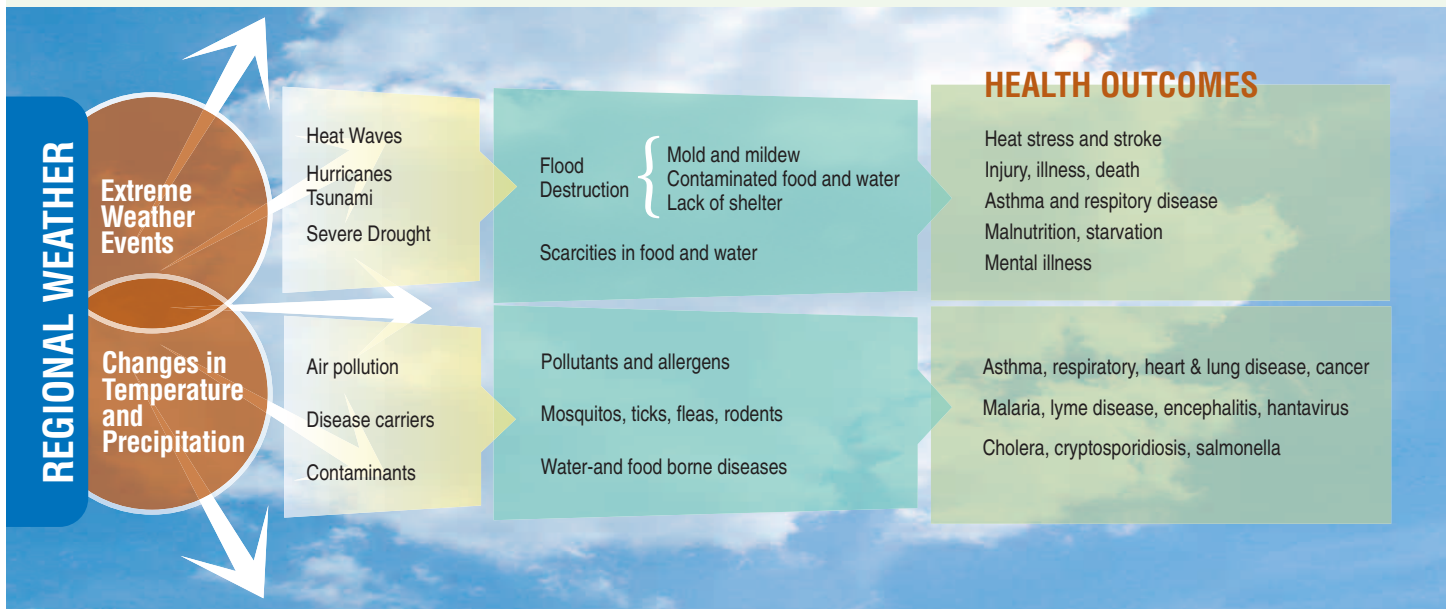 REGIONAL WEATHER
Extreme
Weather
Events
Heat Waves
Hurricanes
Tsunami
Severe Drought
Flood
Destruction
{
Mold and mildew
Contaminated food and water
Lack of shelter
Scarcities in food and water
HEALTH OUTCOMES
Heat stress and stroke
Injury, illness, death
Asthma and respitory disease
Malnutrition, starvation
Mental illness
Changes in
Temperature
and
Precipitation
Air pollution
Disease carriers
Contaminants
Pollutants and allergens
Mosquitos, ticks, fleas, rodents
Water-and food borne diseases
Asthma, respiratory, heart & lung disease, cancer
Malaria, lyme disease, encephalitis, hantavirus
Cholera, cryptosporidiosis, salmonella